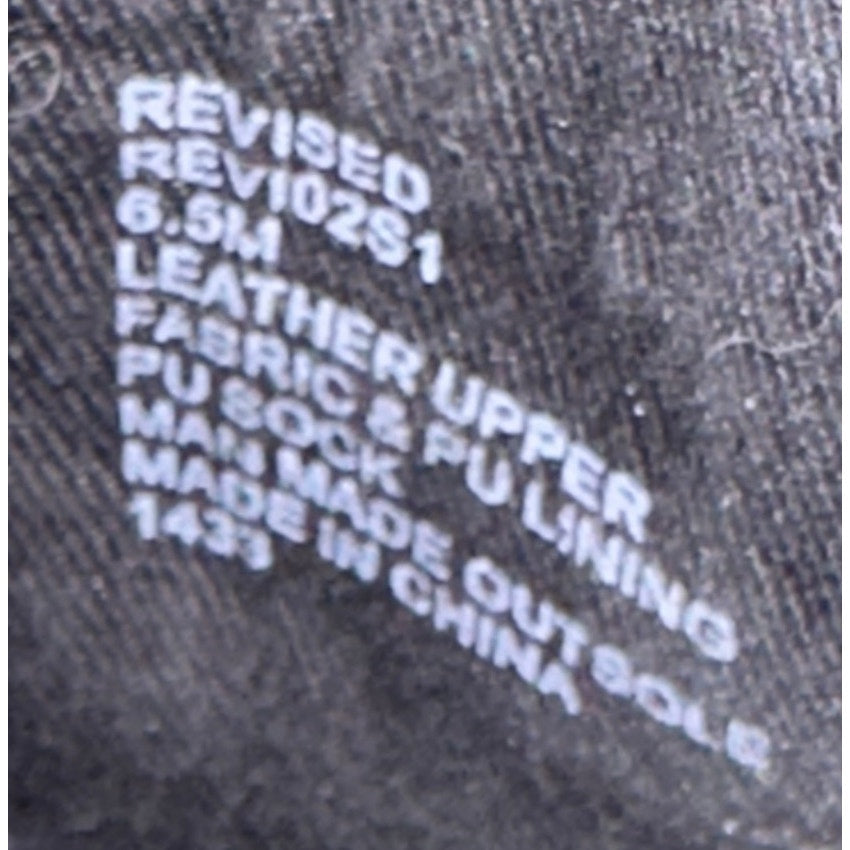 REVISED
REVI02S1
6.5M
LEATHER UPPER
FABRIC & PU LINING
PU SOCK
MAN MADE OUTSOLE
MADE IN CHINA
1433